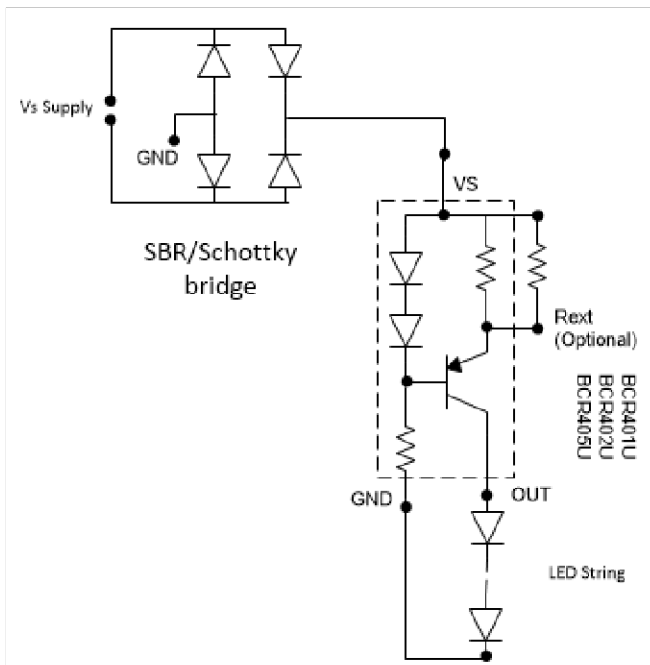 Vs Supply
GND
SBR/Schottky
bridge
VS
Rext
(Optional)
BCR401U
BCR402U
BCR405U
GND
OUT
LED String